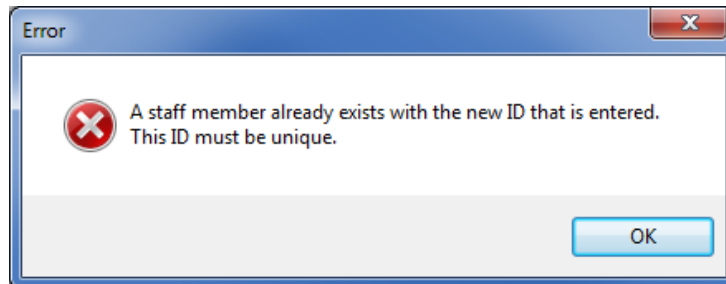 Error
A staff member already exists with the new ID that is entered.
This ID must be unique.
OK